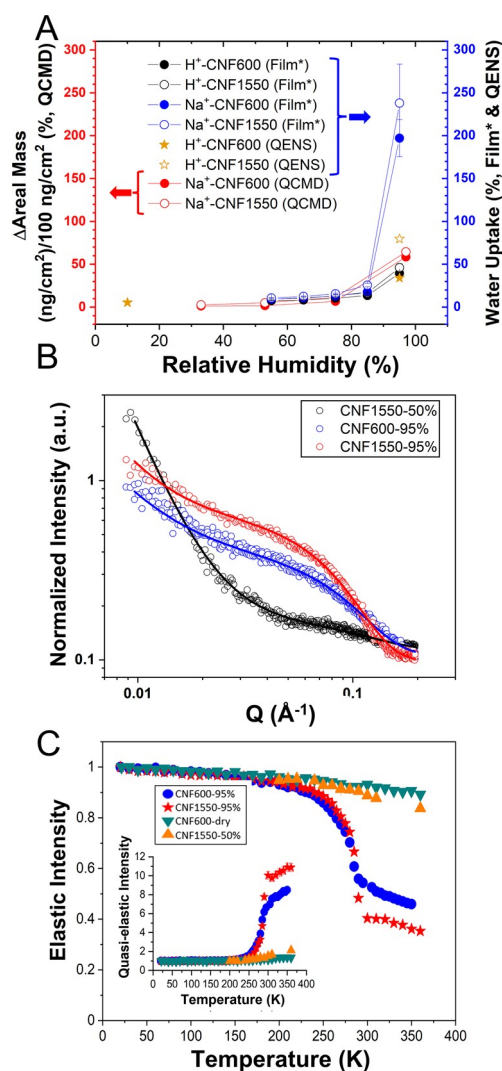 A
ΔAreal Mass
(ng/cm²)/100 ng/cm² (%, QCMD)
300
250
200
150
100
50
0
H⁺-CNF600 (Film*)
H⁺-CNF1550 (Film*)
Na⁺-CNF600 (Film*)
Na⁺-CNF1550 (Film*)
H⁺-CNF600 (QENS)
H⁺-CNF1550 (QENS)
Na⁺-CNF600 (QCMD)
Na⁺-CNF1550 (QCMD)
300
250
200
150
100
50
0
Water Uptake (%, Film* & QENS)
0 20 40 60 80 100
Relative Humidity (%)
B
Normalized Intensity (a.u.)
1
0.1
CNF1550-50%
CNF600-95%
CNF1550-95%
0.01 0.1
Q (Å⁻¹)
C
Elastic Intensity
1
0.8
0.6
0.4
0.2
0
CNF600-95%
CNF1550-95%
CNF600-dry
CNF1550-50%
Quasi-elastic Intensity
12
10
8
6
4
2
0
0 50 100 150 200 250 300 350 400
Temperature (K)
0 50 100 150 200 250 300 350 400
Temperature (K)